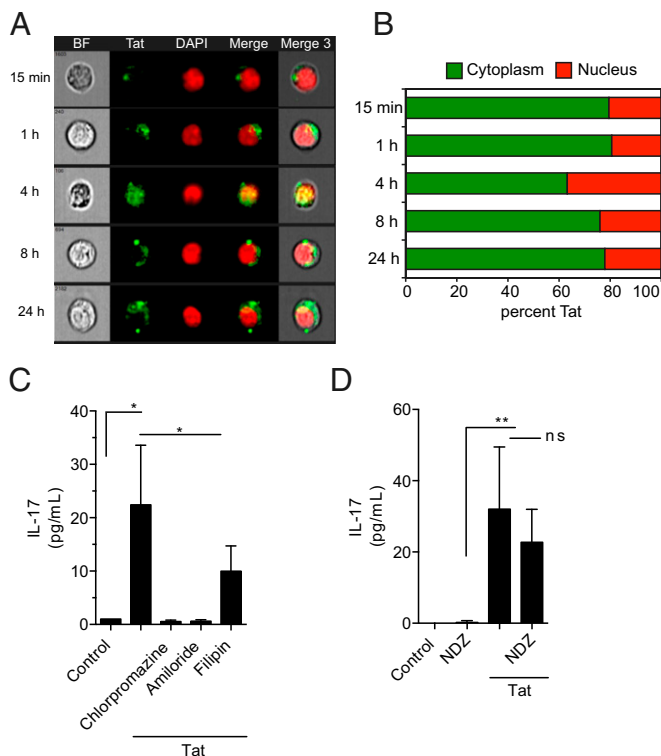 A
BF Tat DAPI Merge Merge 3
15 min
1 h
4 h
8 h
24 h
B
Cytoplasm Nucleus
15 min
1 h
4 h
8 h
24 h
0 20 40 60 80 100
percent Tat
C
IL-17
(pg/mL)
40
30
20
10
0
*
*
Control
Chlorpromazine
Amiloride
Filipin
Tat
D
IL-17
(pg/mL)
60
40
20
0
**
ns
Control
NDZ
NDZ
Tat